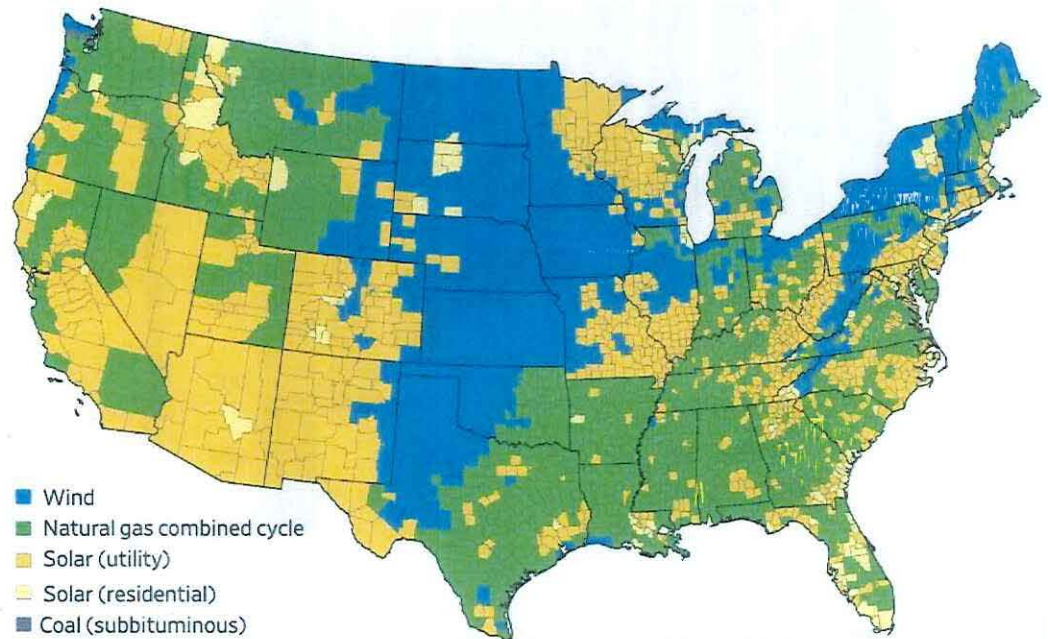 Wind
Natural gas combined cycle
Solar (utility)
Solar (residential)
Coal (subbituminous)